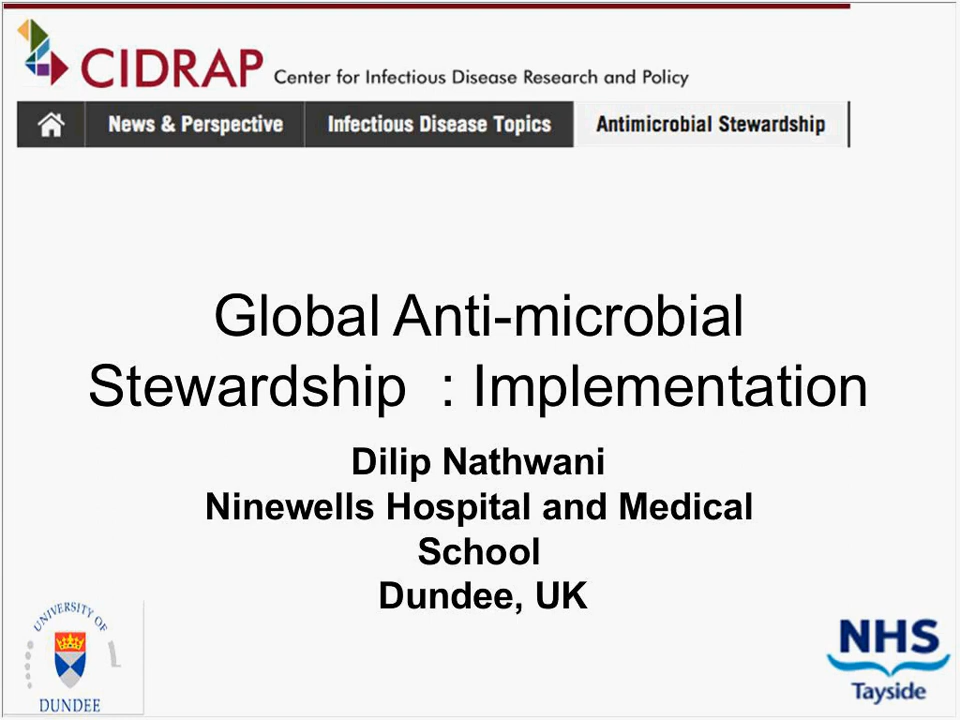 CIDRAP Center for Infectious Disease Research and Policy
News & Perspective Infectious Disease Topics Antimicrobial Stewardship
Global Anti-microbial
Stewardship : Implementation
Dilip Nathwani
Ninewells Hospital and Medical
School
Dundee, UK
UNIVERSITY OF
DUNDEE
NHS
Tayside